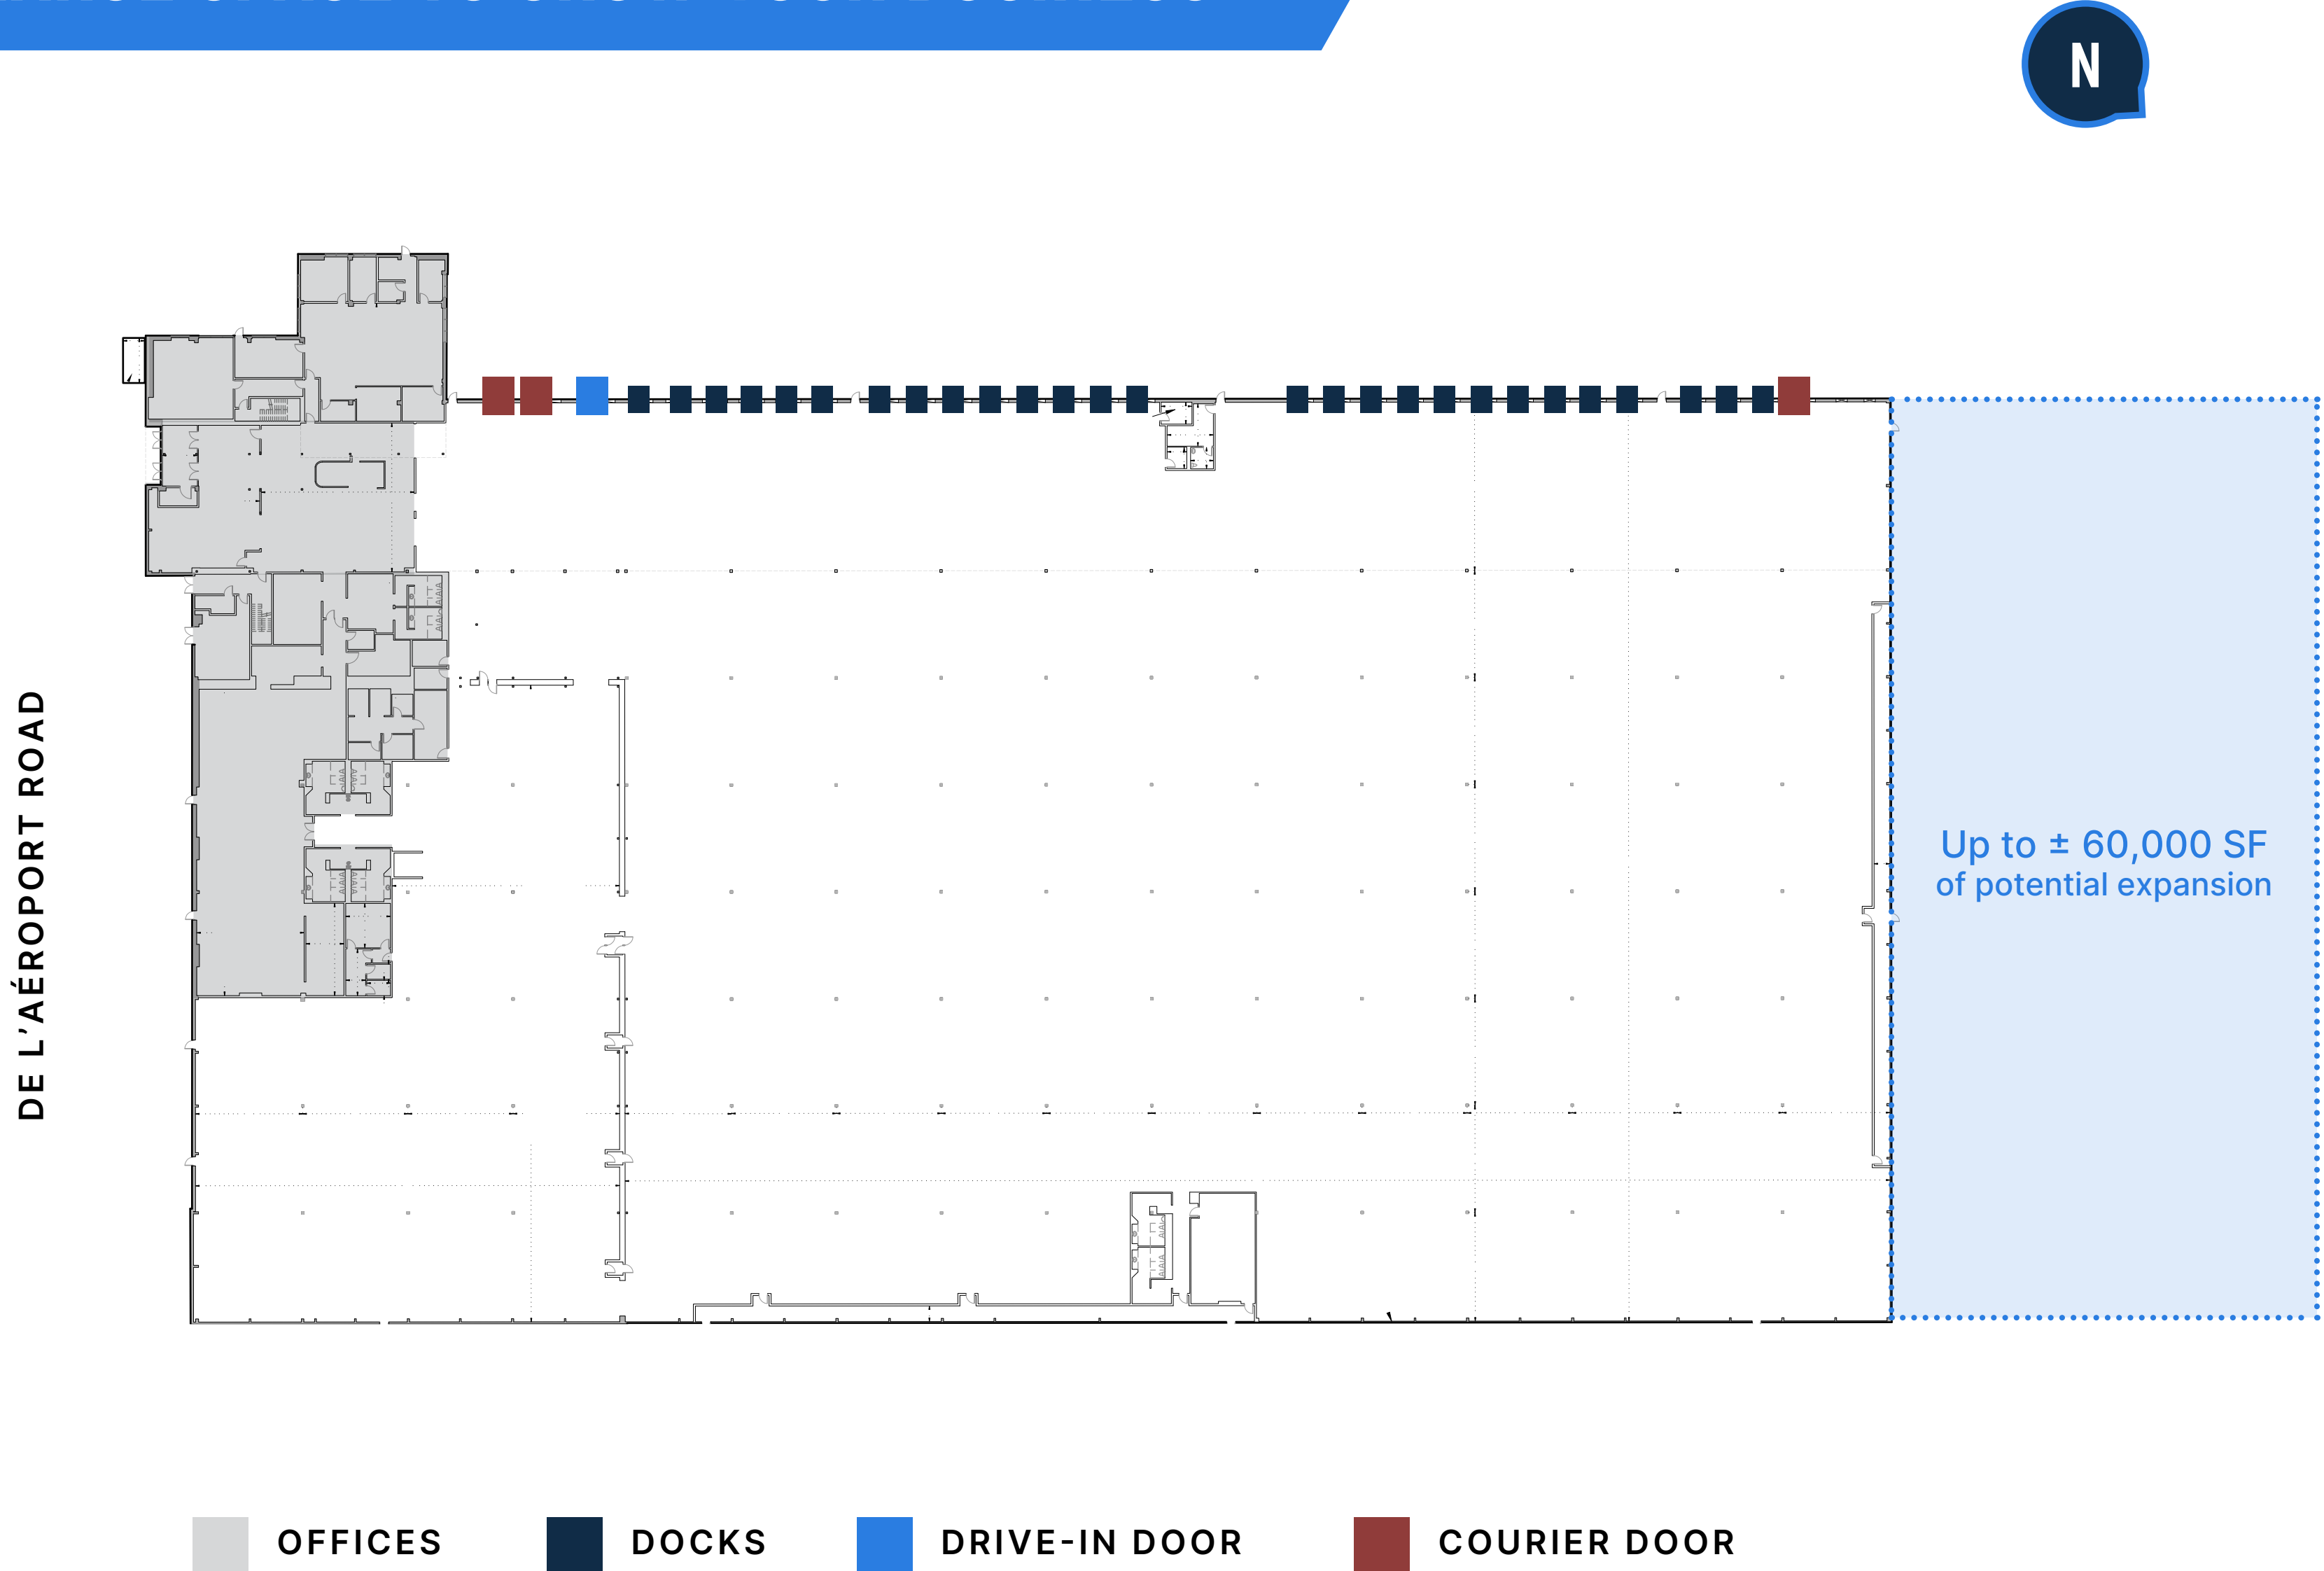 N
DE L'AÉROPORT ROAD
Up to ± 60,000 SF
of potential expansion
OFFICES
DOCKS
DRIVE-IN DOOR
COURIER DOOR